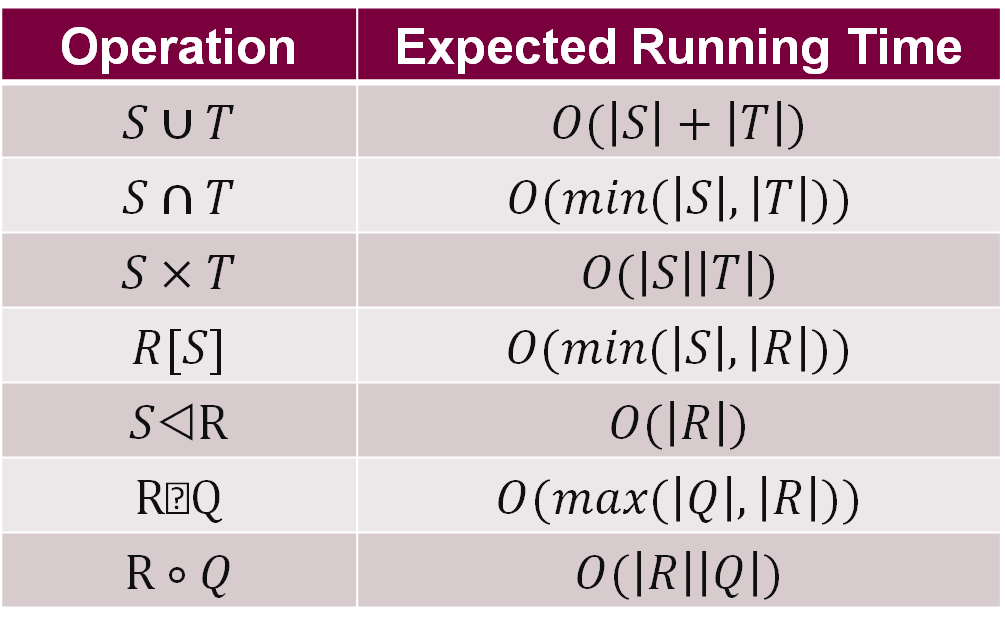 Operation Expected Running Time
S ∪ T O(|S| + |T|)
S ∩ T O(min(|S|, |T|))
S × T O(|S||T|)
R[S] O(min(|S|, |R|))
S ◁ R O(|R|)
R⍰Q O(max(|Q|, |R|))
R ∘ Q O(|R||Q|)